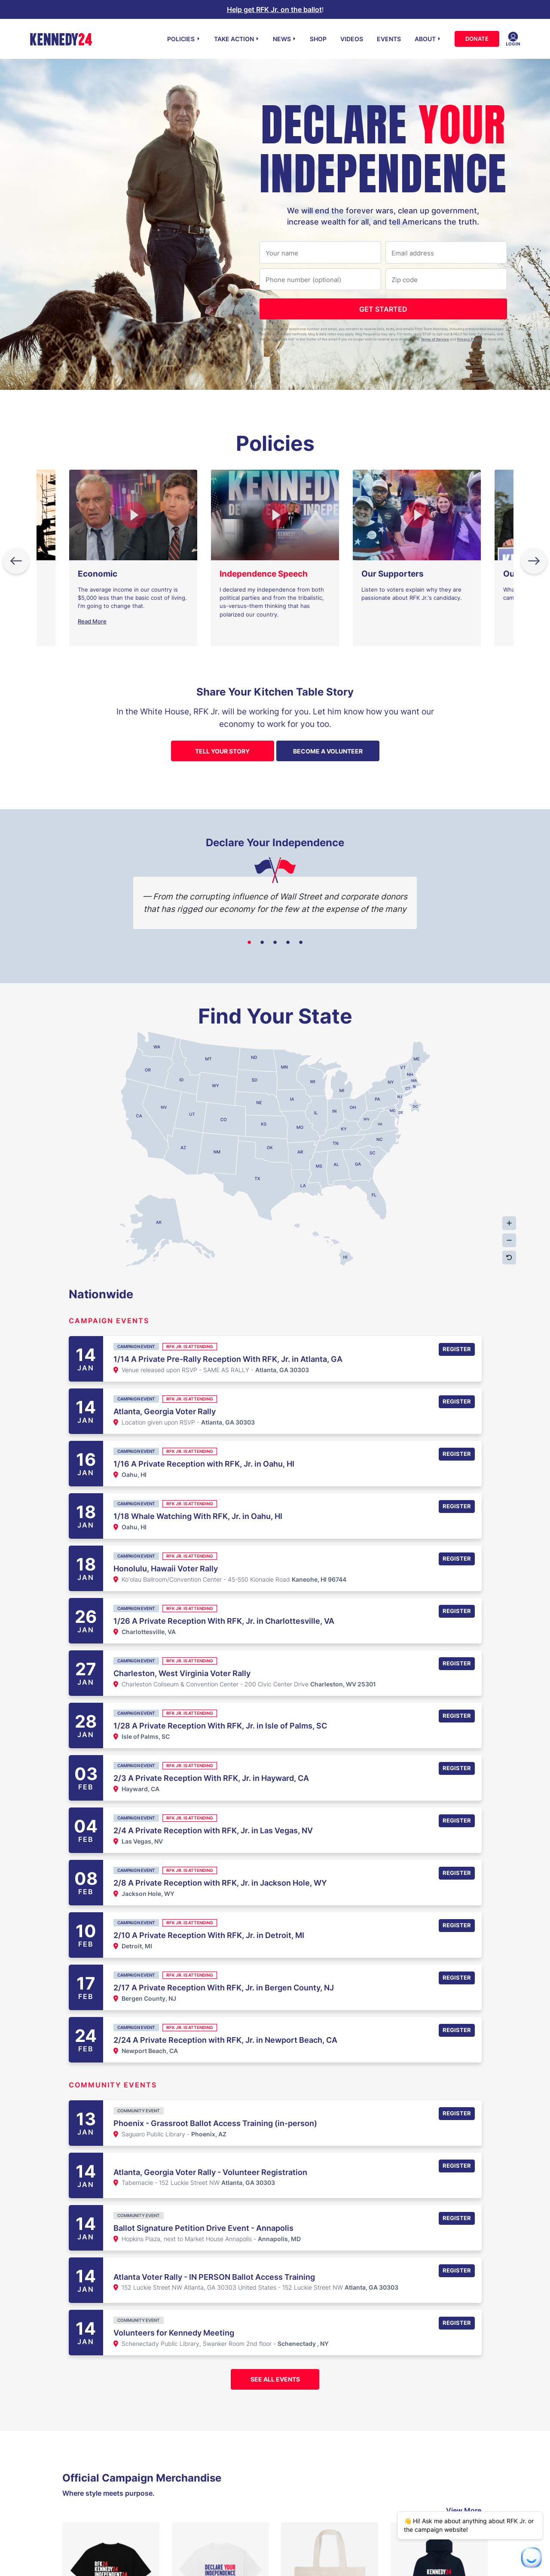 Help get RFK Jr. on the ballot!
KENNEDY24
POLICIES
TAKE ACTION
NEWS
SHOP
VIDEOS
EVENTS
ABOUT
DONATE
LOGIN
DECLARE YOUR
INDEPENDENCE
We will end the forever wars, clean up government,
increase wealth for all, and tell Americans the truth.
Your name
Email address
Phone number (optional)
Zip code
GET STARTED
Terms of Service
Policies
Economic
The average income in our country is
$5,000 less than the basic cost of living.
I'm going to change that.
Read More
Independence Speech
I declared my independence from both
political parties and from the tribalistic,
us-versus-them thinking that has
polarized our country.
Our Supporters
Listen to voters explain why they are
passionate about RFK Jr.'s candidacy.
Share Your Kitchen Table Story
In the White House, RFK Jr. will be working for you. Let him know how you want our
economy to work for you too.
TELL YOUR STORY
BECOME A VOLUNTEER
Declare Your Independence
— From the corrupting influence of Wall Street and corporate donors
that has rigged our economy for the few at the expense of the many
Find Your State
WA
MT
ND
MN
ME
OR
ID
WY
SD
WI
MI
NY
VT
NH
MA
CT
RI
NV
UT
CO
NE
IA
IL
IN
OH
PA
NJ
CA
KS
MO
KY
WV
VA
MD
DE
DC
AZ
NM
OK
AR
TN
NC
SC
TX
LA
MS
AL
GA
FL
AK
HI
Nationwide
CAMPAIGN EVENTS
14 JAN
CAMPAIGN EVENT RFK JR. IS ATTENDING
1/14 A Private Pre-Rally Reception With RFK, Jr. in Atlanta, GA
Venue released upon RSVP - SAME AS RALLY - Atlanta, GA 30303
REGISTER
14 JAN
CAMPAIGN EVENT RFK JR. IS ATTENDING
Atlanta, Georgia Voter Rally
Location given upon RSVP - Atlanta, GA 30303
REGISTER
16 JAN
CAMPAIGN EVENT RFK JR. IS ATTENDING
1/16 A Private Reception with RFK, Jr. in Oahu, HI
Oahu, HI
REGISTER
18 JAN
CAMPAIGN EVENT RFK JR. IS ATTENDING
1/18 Whale Watching With RFK, Jr. in Oahu, HI
Oahu, HI
REGISTER
18 JAN
CAMPAIGN EVENT RFK JR. IS ATTENDING
Honolulu, Hawaii Voter Rally
Ko'olau Ballroom/Convention Center - 45-550 Kionaole Road Kaneohe, HI 96744
REGISTER
26 JAN
CAMPAIGN EVENT RFK JR. IS ATTENDING
1/26 A Private Reception With RFK, Jr. in Charlottesville, VA
Charlottesville, VA
REGISTER
27 JAN
CAMPAIGN EVENT RFK JR. IS ATTENDING
Charleston, West Virginia Voter Rally
Charleston Coliseum & Convention Center - 200 Civic Center Drive Charleston, WV 25301
REGISTER
28 JAN
CAMPAIGN EVENT RFK JR. IS ATTENDING
1/28 A Private Reception With RFK, Jr. in Isle of Palms, SC
Isle of Palms, SC
REGISTER
03 FEB
CAMPAIGN EVENT RFK JR. IS ATTENDING
2/3 A Private Reception With RFK, Jr. in Hayward, CA
Hayward, CA
REGISTER
04 FEB
CAMPAIGN EVENT RFK JR. IS ATTENDING
2/4 A Private Reception with RFK, Jr. in Las Vegas, NV
Las Vegas, NV
REGISTER
08 FEB
CAMPAIGN EVENT RFK JR. IS ATTENDING
2/8 A Private Reception with RFK, Jr. in Jackson Hole, WY
Jackson Hole, WY
REGISTER
10 FEB
CAMPAIGN EVENT RFK JR. IS ATTENDING
2/10 A Private Reception With RFK, Jr. in Detroit, MI
Detroit, MI
REGISTER
17 FEB
CAMPAIGN EVENT RFK JR. IS ATTENDING
2/17 A Private Reception With RFK, Jr. in Bergen County, NJ
Bergen County, NJ
REGISTER
24 FEB
CAMPAIGN EVENT RFK JR. IS ATTENDING
2/24 A Private Reception with RFK, Jr. in Newport Beach, CA
Newport Beach, CA
REGISTER
COMMUNITY EVENTS
13 JAN
COMMUNITY EVENT
Phoenix - Grassroot Ballot Access Training (in-person)
Saguaro Public Library - Phoenix, AZ
REGISTER
14 JAN
Atlanta, Georgia Voter Rally - Volunteer Registration
Tabernacle - 152 Luckie Street NW Atlanta, GA 30303
REGISTER
14 JAN
COMMUNITY EVENT
Ballot Signature Petition Drive Event - Annapolis
Hopkins Plaza, next to Market House Annapolis - Annapolis, MD
REGISTER
14 JAN
Atlanta Voter Rally - IN PERSON Ballot Access Training
152 Luckie Street NW Atlanta, GA 30303 United States - 152 Luckie Street NW Atlanta, GA 30303
REGISTER
14 JAN
COMMUNITY EVENT
Volunteers for Kennedy Meeting
Schenectady Public Library, Swanker Room 2nd floor - Schenectady , NY
REGISTER
SEE ALL EVENTS
Official Campaign Merchandise
Where style meets purpose.
View More
👋 Hi! Ask me about anything about RFK Jr. or
the campaign website!
RFK24
KENNEDY24
INDEPENDENT
DECLARE YOUR
INDEPENDENCE
KENNEDY24